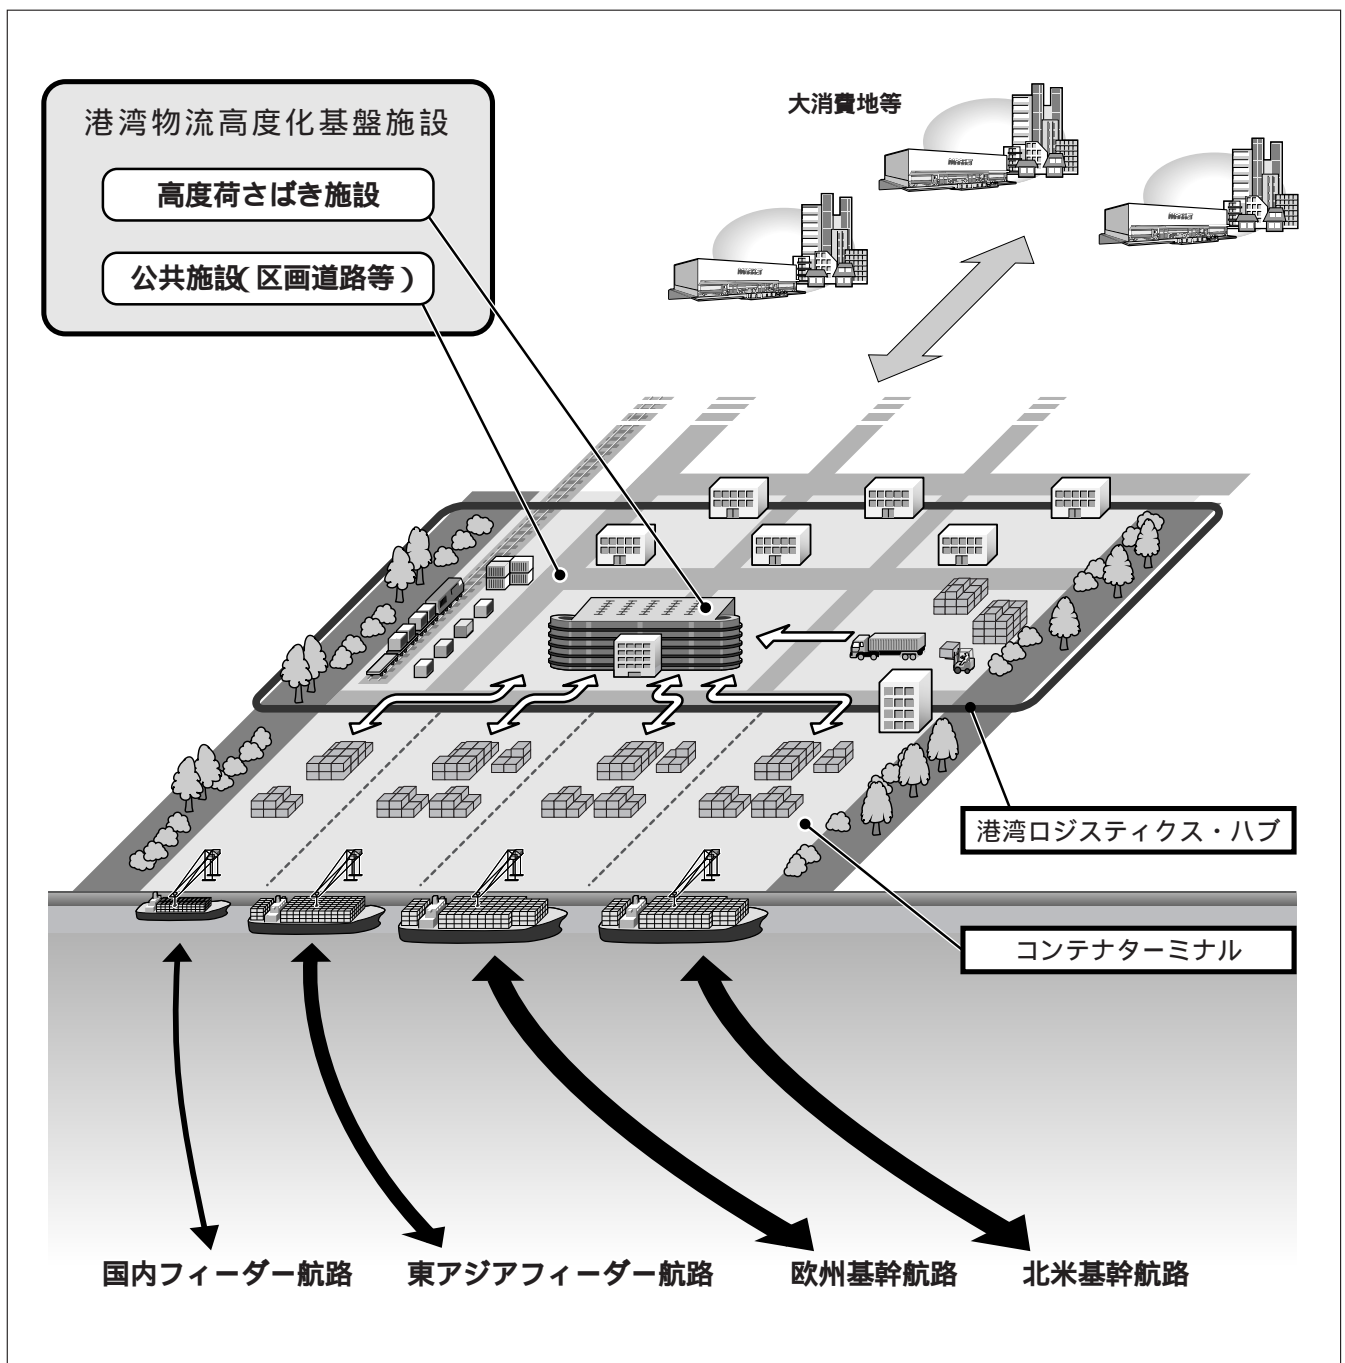 港湾物流高度化基盤施設
高度荷さばき施設
公共施設(区画道路等)
大消費地等
港湾ロジスティクス・ハブ
コンテナターミナル
国内フィーダー航路
東アジアフィーダー航路
欧州基幹航路
北米基幹航路